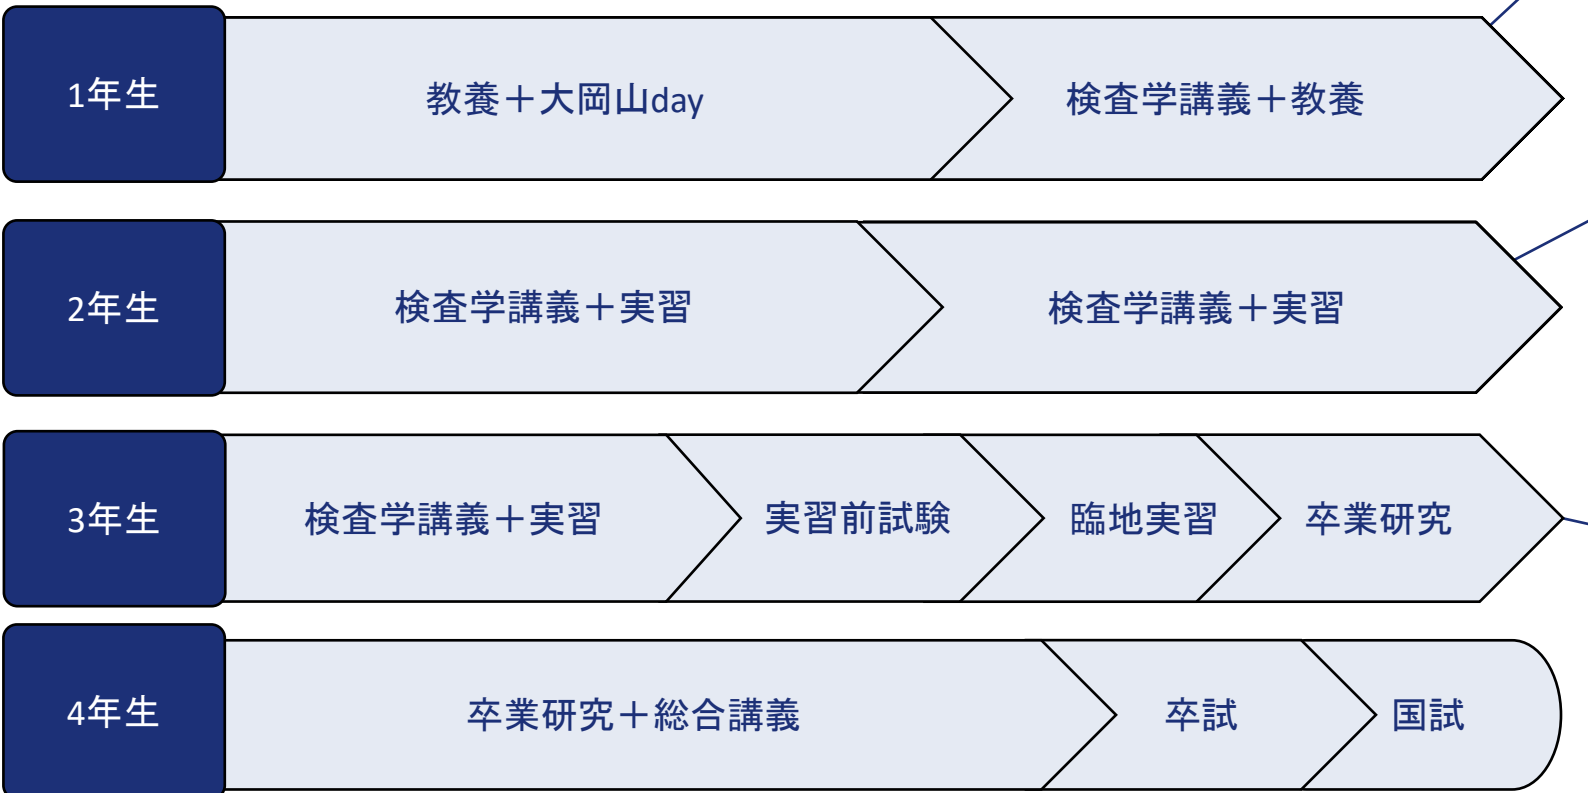 1年生
教養＋大岡山day
検査学講義＋教養
2年生
検査学講義＋実習
検査学講義＋実習
3年生
検査学講義＋実習
実習前試験
臨地実習
卒業研究
4年生
卒業研究＋総合講義
卒試
国試